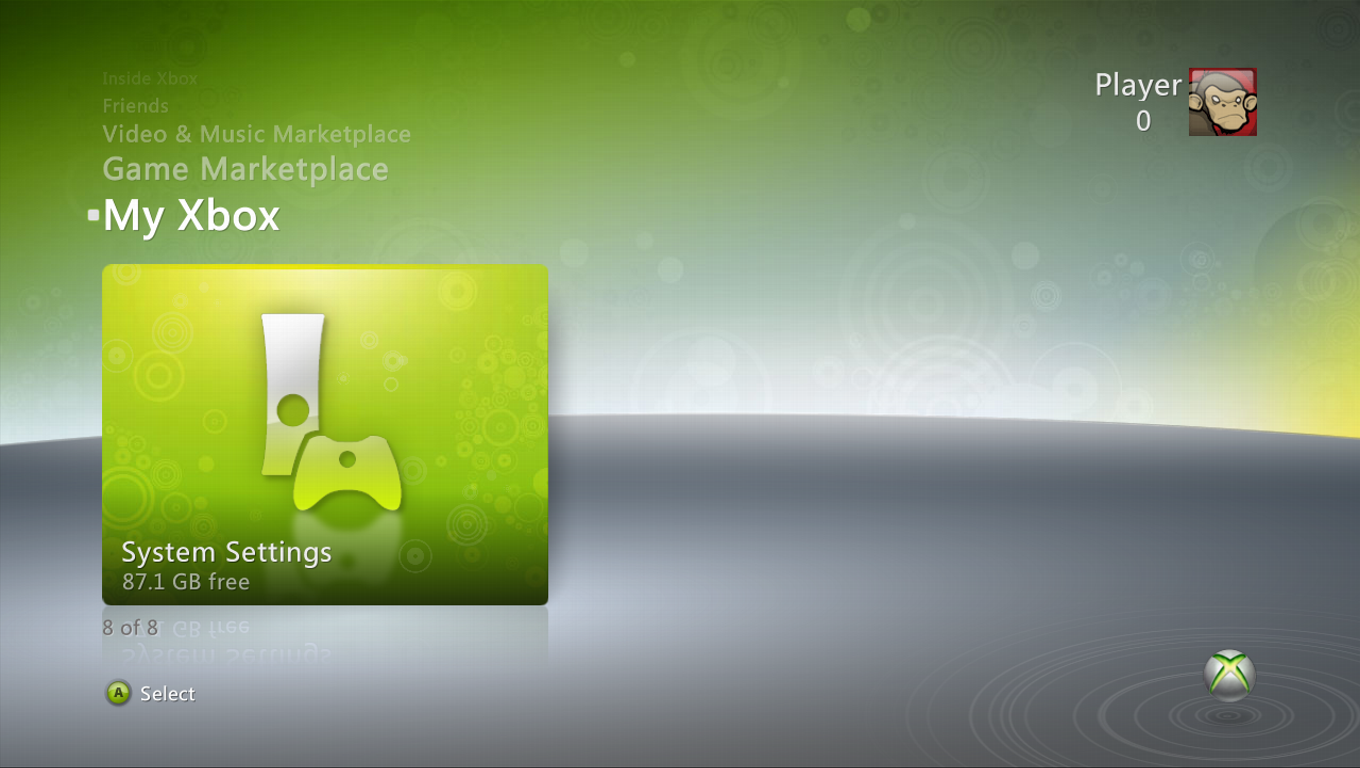 Inside Xbox
Friends
Video & Music Marketplace
Game Marketplace
My Xbox
Player
0
System Settings
87.1 GB free
8 of 8
A Select